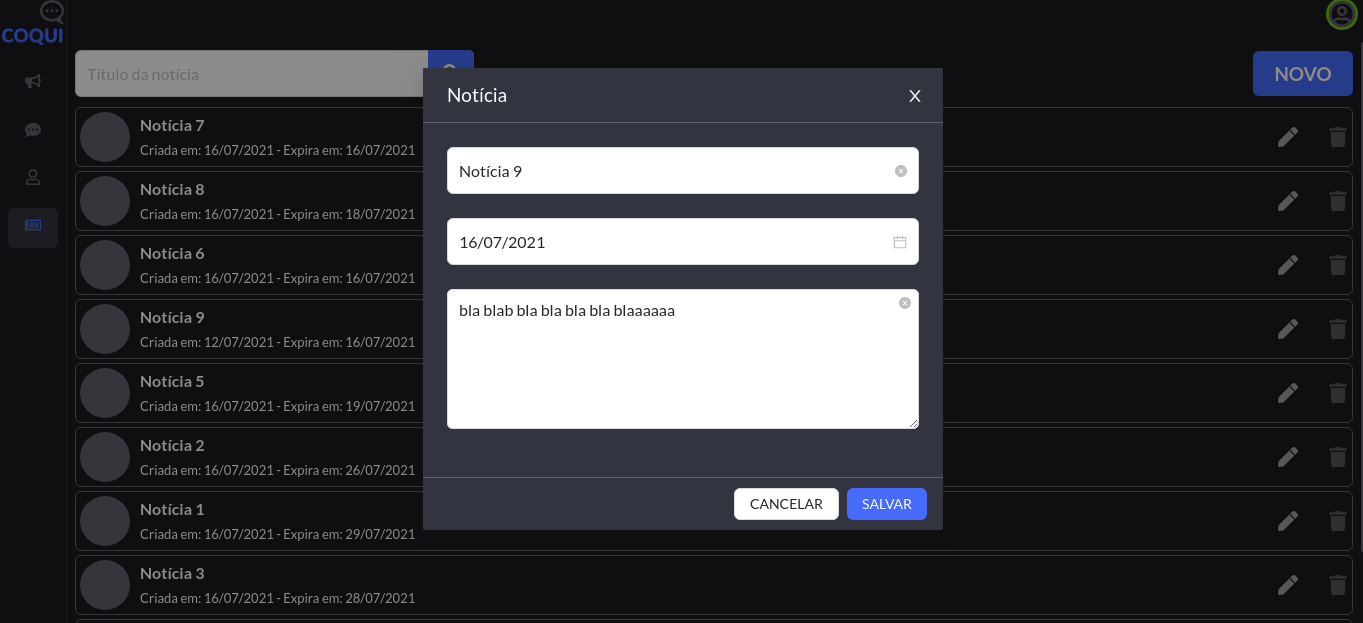 COQUI
Título da notícia
NOVO
Notícia 7
Criada em: 16/07/2021 - Expira em: 16/07/2021
Notícia 8
Criada em: 16/07/2021 - Expira em: 18/07/2021
Notícia 6
Criada em: 16/07/2021 - Expira em: 16/07/2021
Notícia 9
Criada em: 12/07/2021 - Expira em: 16/07/2021
Notícia 5
Criada em: 16/07/2021 - Expira em: 19/07/2021
Notícia 2
Criada em: 16/07/2021 - Expira em: 26/07/2021
Notícia 1
Criada em: 16/07/2021 - Expira em: 29/07/2021
Notícia 3
Criada em: 16/07/2021 - Expira em: 28/07/2021
Notícia X
Notícia 9
16/07/2021
bla blab bla bla bla bla blaaaaaa
CANCELAR SALVAR